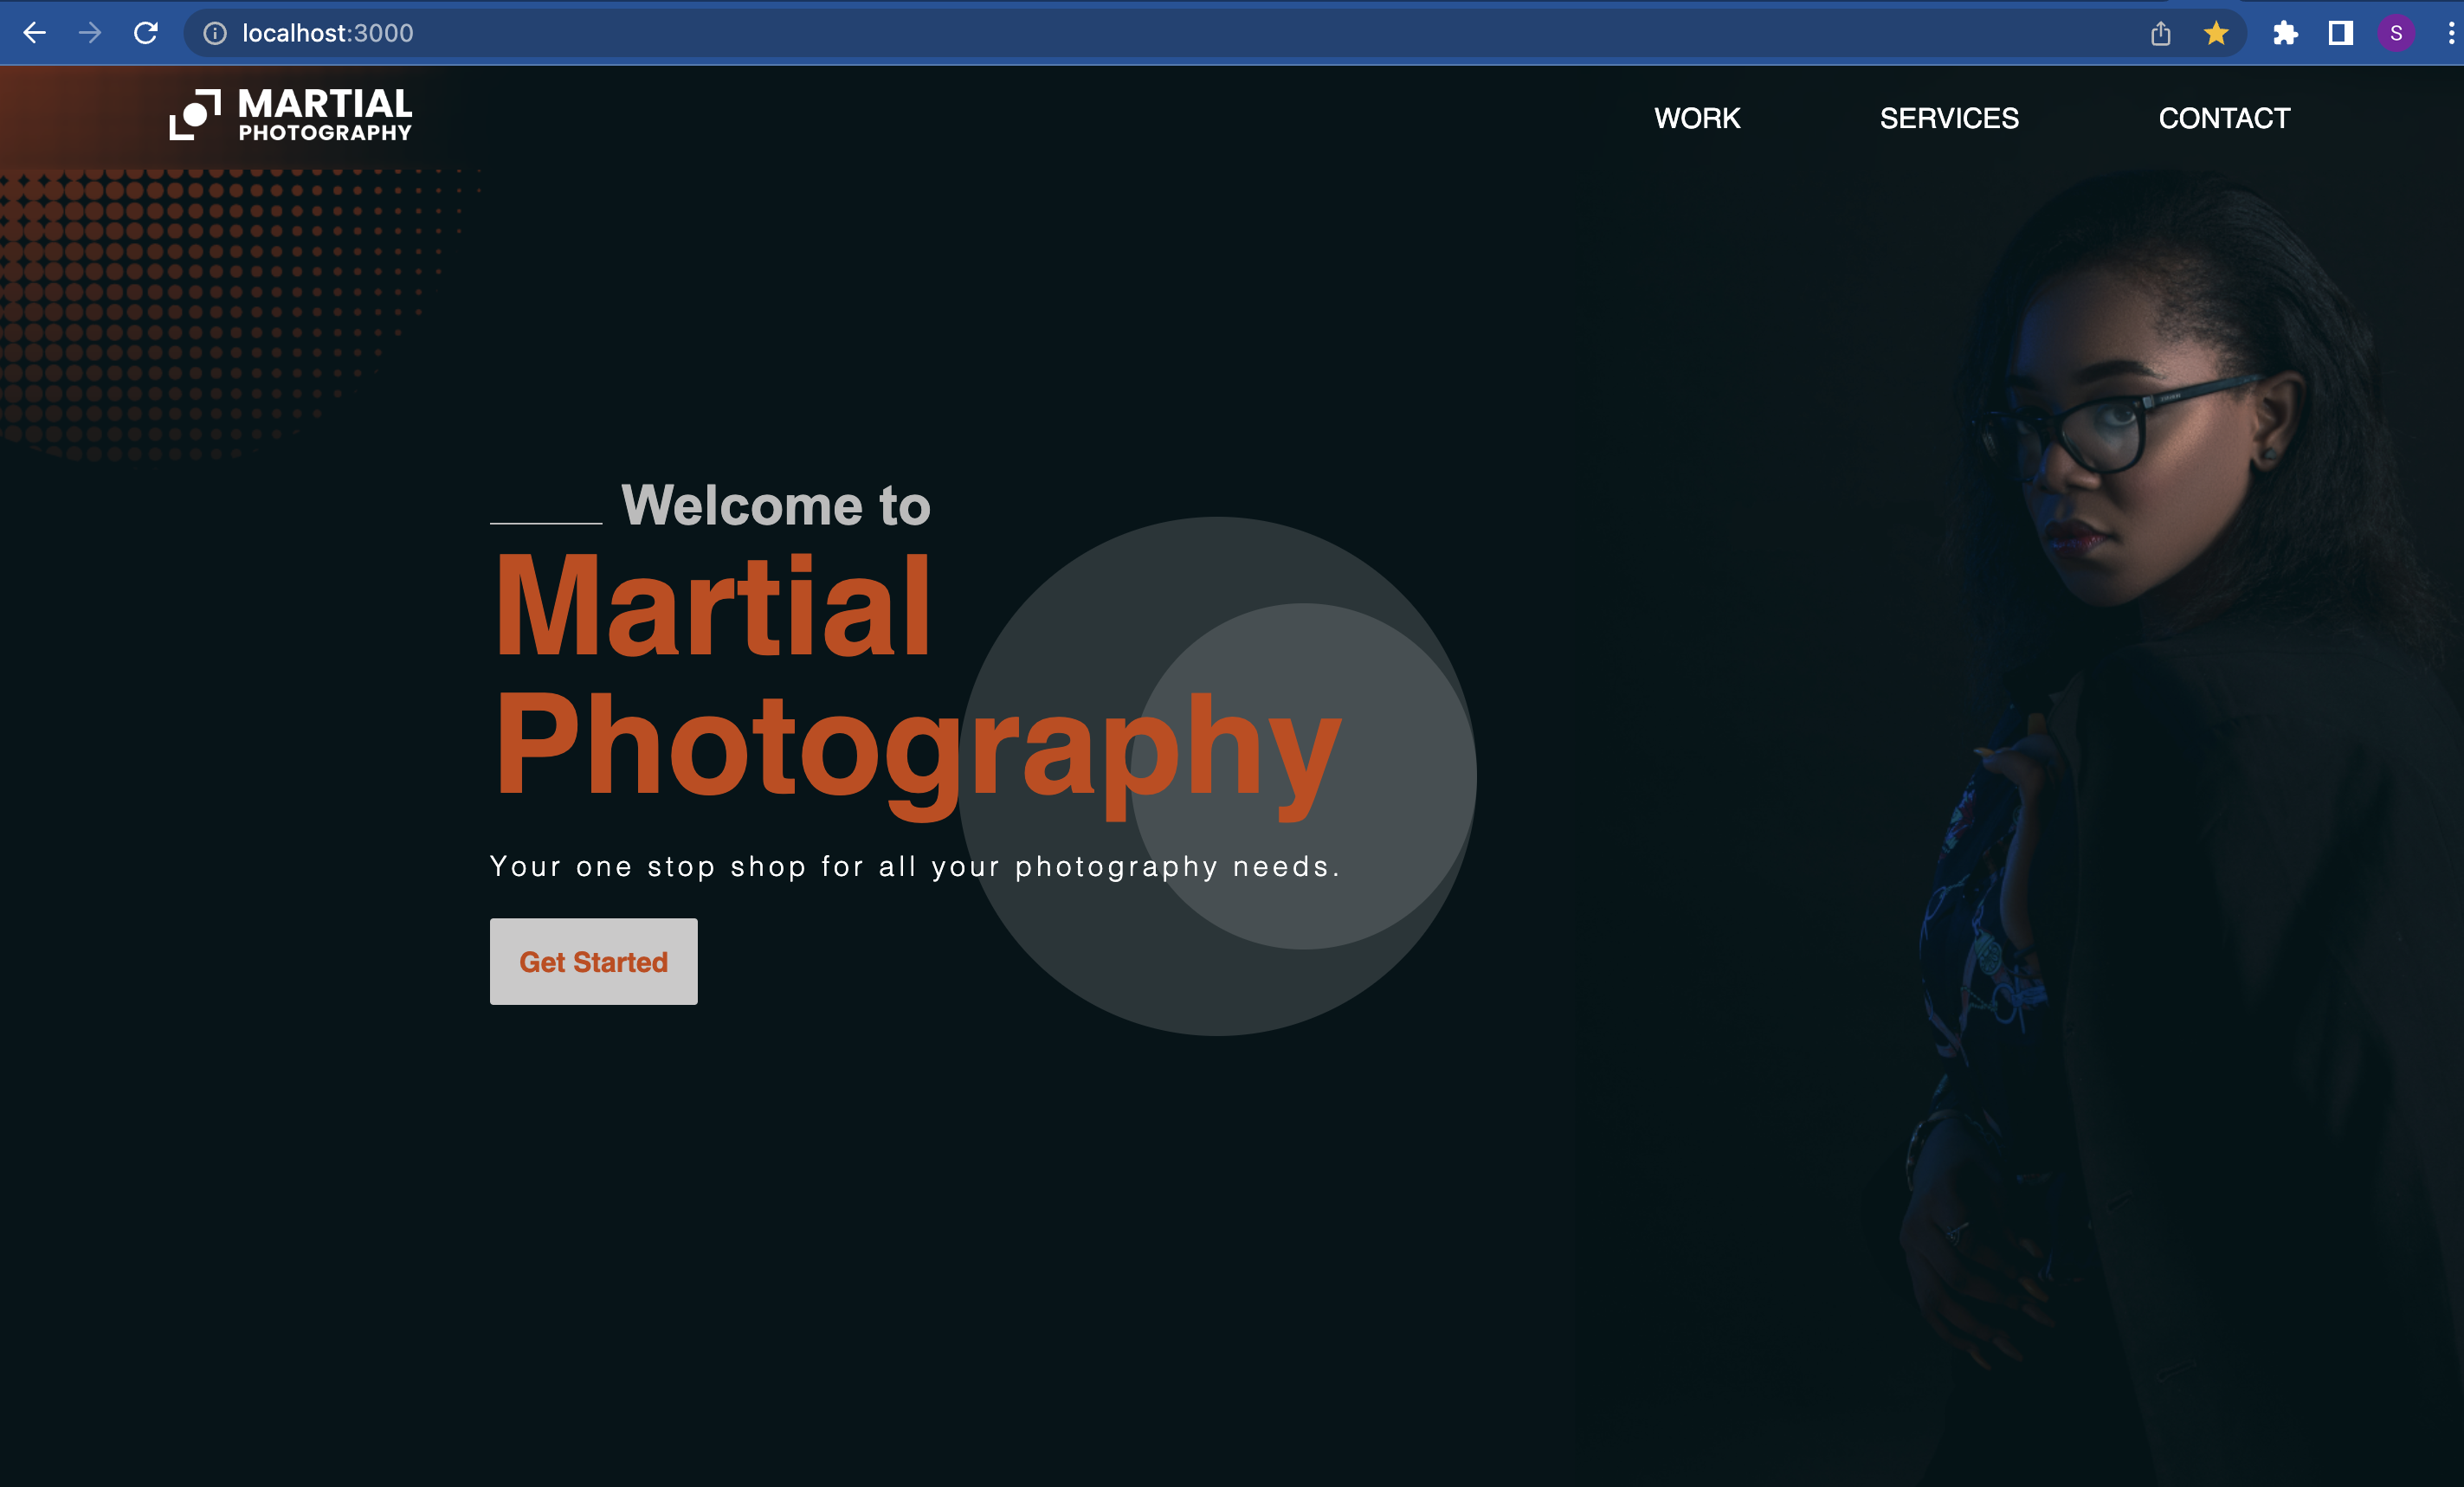 localhost:3000
S
MARTIAL
PHOTOGRAPHY
WORK SERVICES CONTACT
Welcome to
Martial
Photography
Your one stop shop for all your photography needs.
Get Started